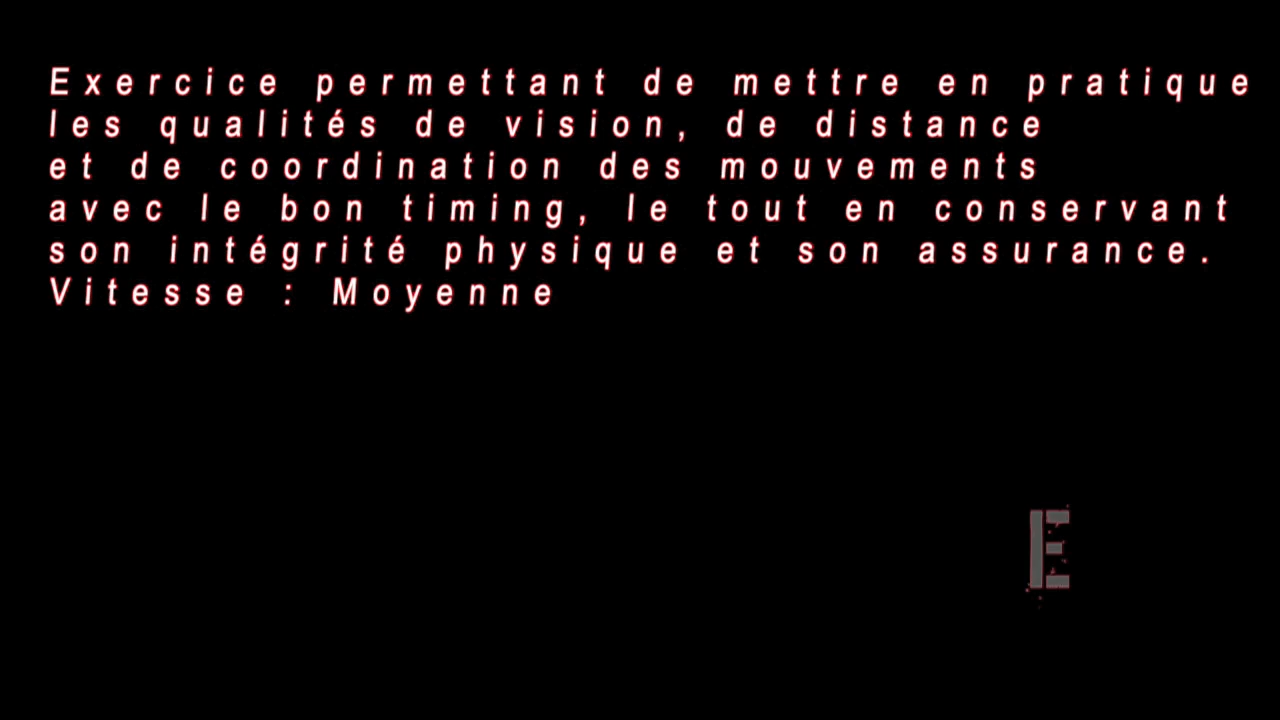 Exercice permettant de mettre en pratique
les qualités de vision, de distance
et de coordination des mouvements
avec le bon timing, le tout en conservant
son intégrité physique et son assurance.
Vitesse : Moyenne
E